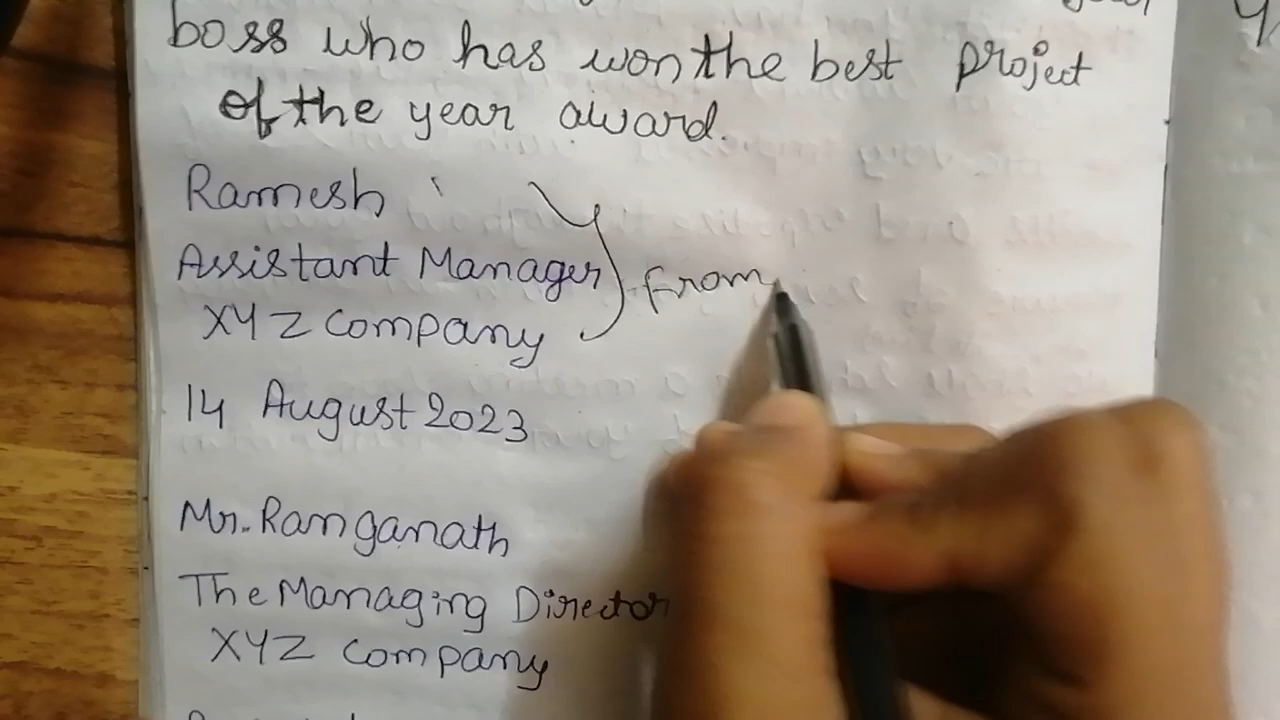 boss who has won the best project
of the year award.
Ramesh
Assistant Manager
from
XYZ company
14 August 2023
Mr. Ranganath
The Managing Director
XYZ company